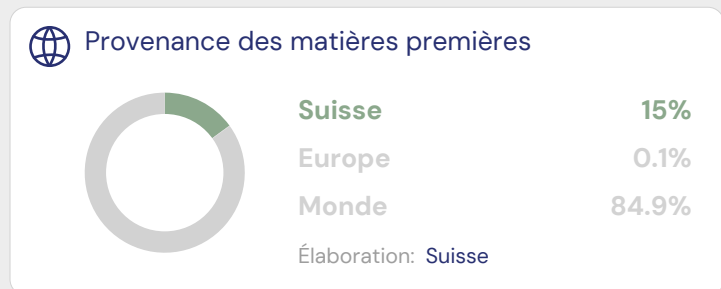 Provenance des matières premières
Suisse 15%
Europe 0.1%
Monde 84.9%
Élaboration: Suisse